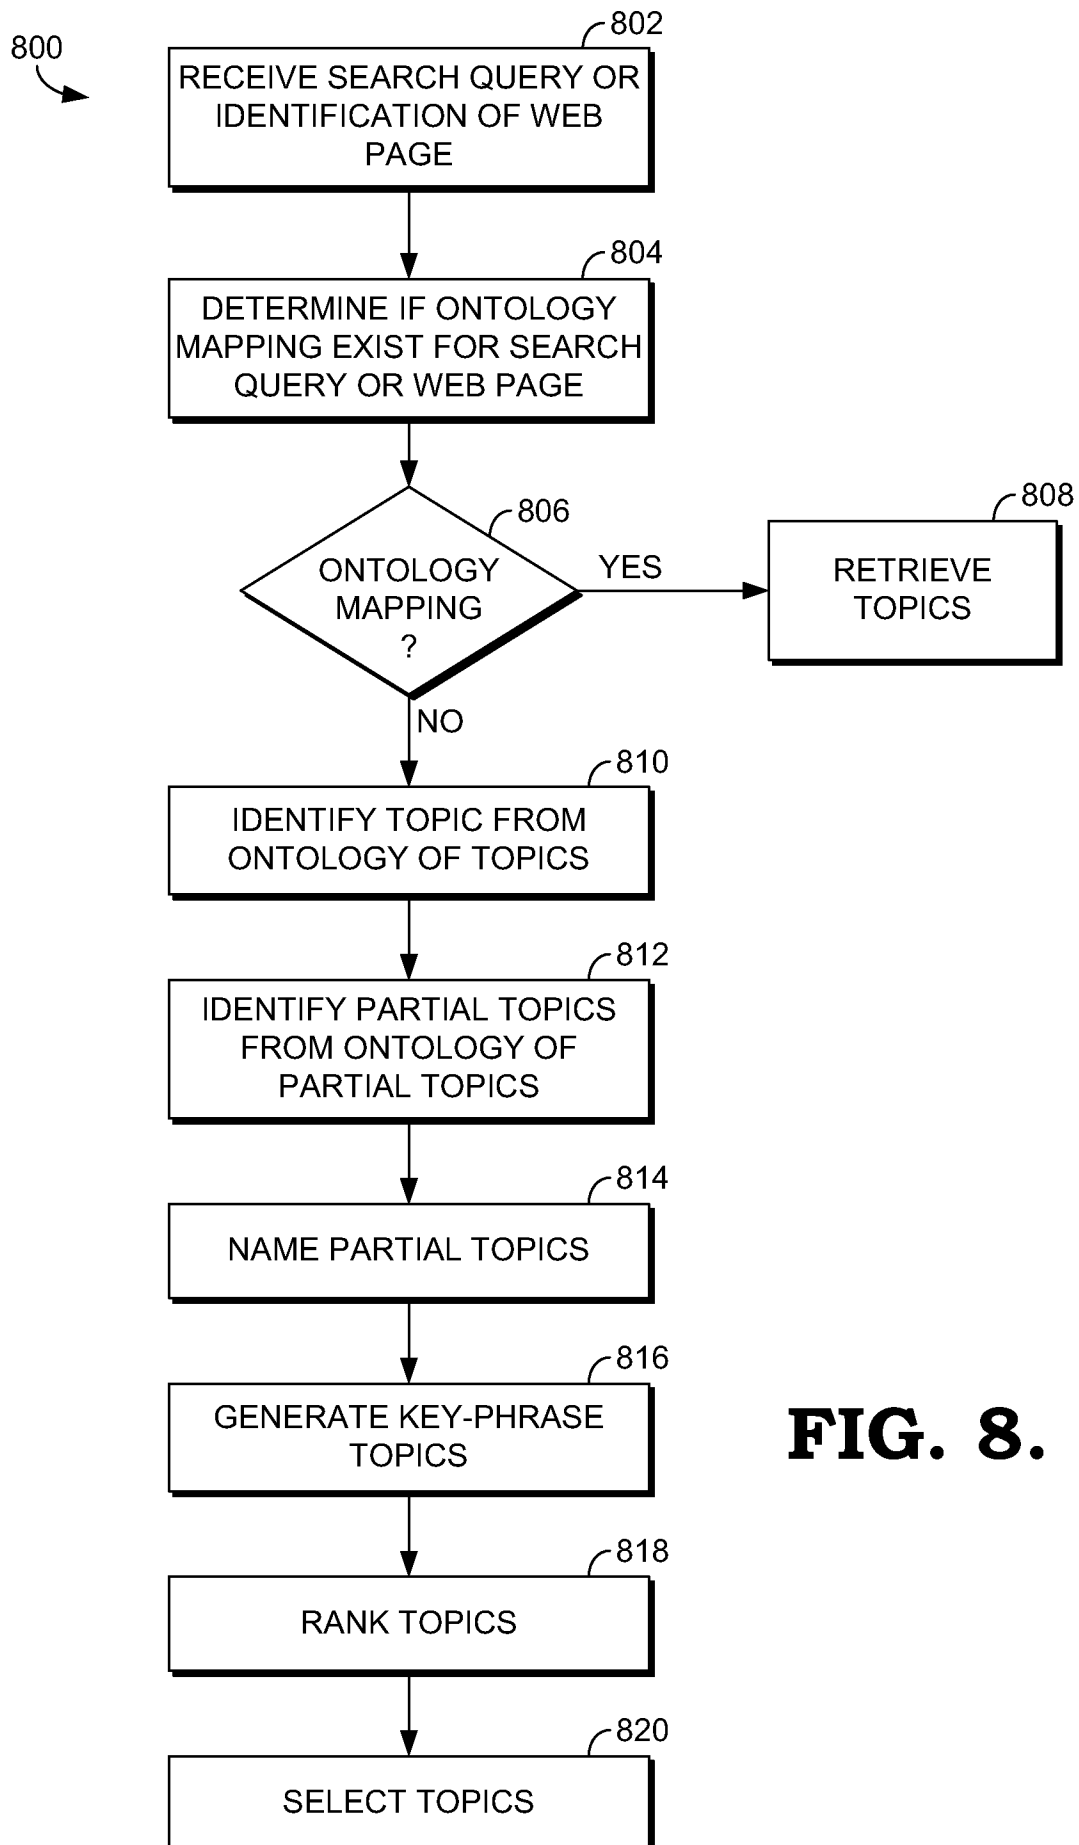 800
802
RECEIVE SEARCH QUERY OR
IDENTIFICATION OF WEB
PAGE
804
DETERMINE IF ONTOLOGY
MAPPING EXIST FOR SEARCH
QUERY OR WEB PAGE
806
ONTOLOGY
MAPPING
?
YES
808
RETRIEVE
TOPICS
NO
810
IDENTIFY TOPIC FROM
ONTOLOGY OF TOPICS
812
IDENTIFY PARTIAL TOPICS
FROM ONTOLOGY OF
PARTIAL TOPICS
814
NAME PARTIAL TOPICS
816
GENERATE KEY-PHRASE
TOPICS
FIG. 8.
818
RANK TOPICS
820
SELECT TOPICS